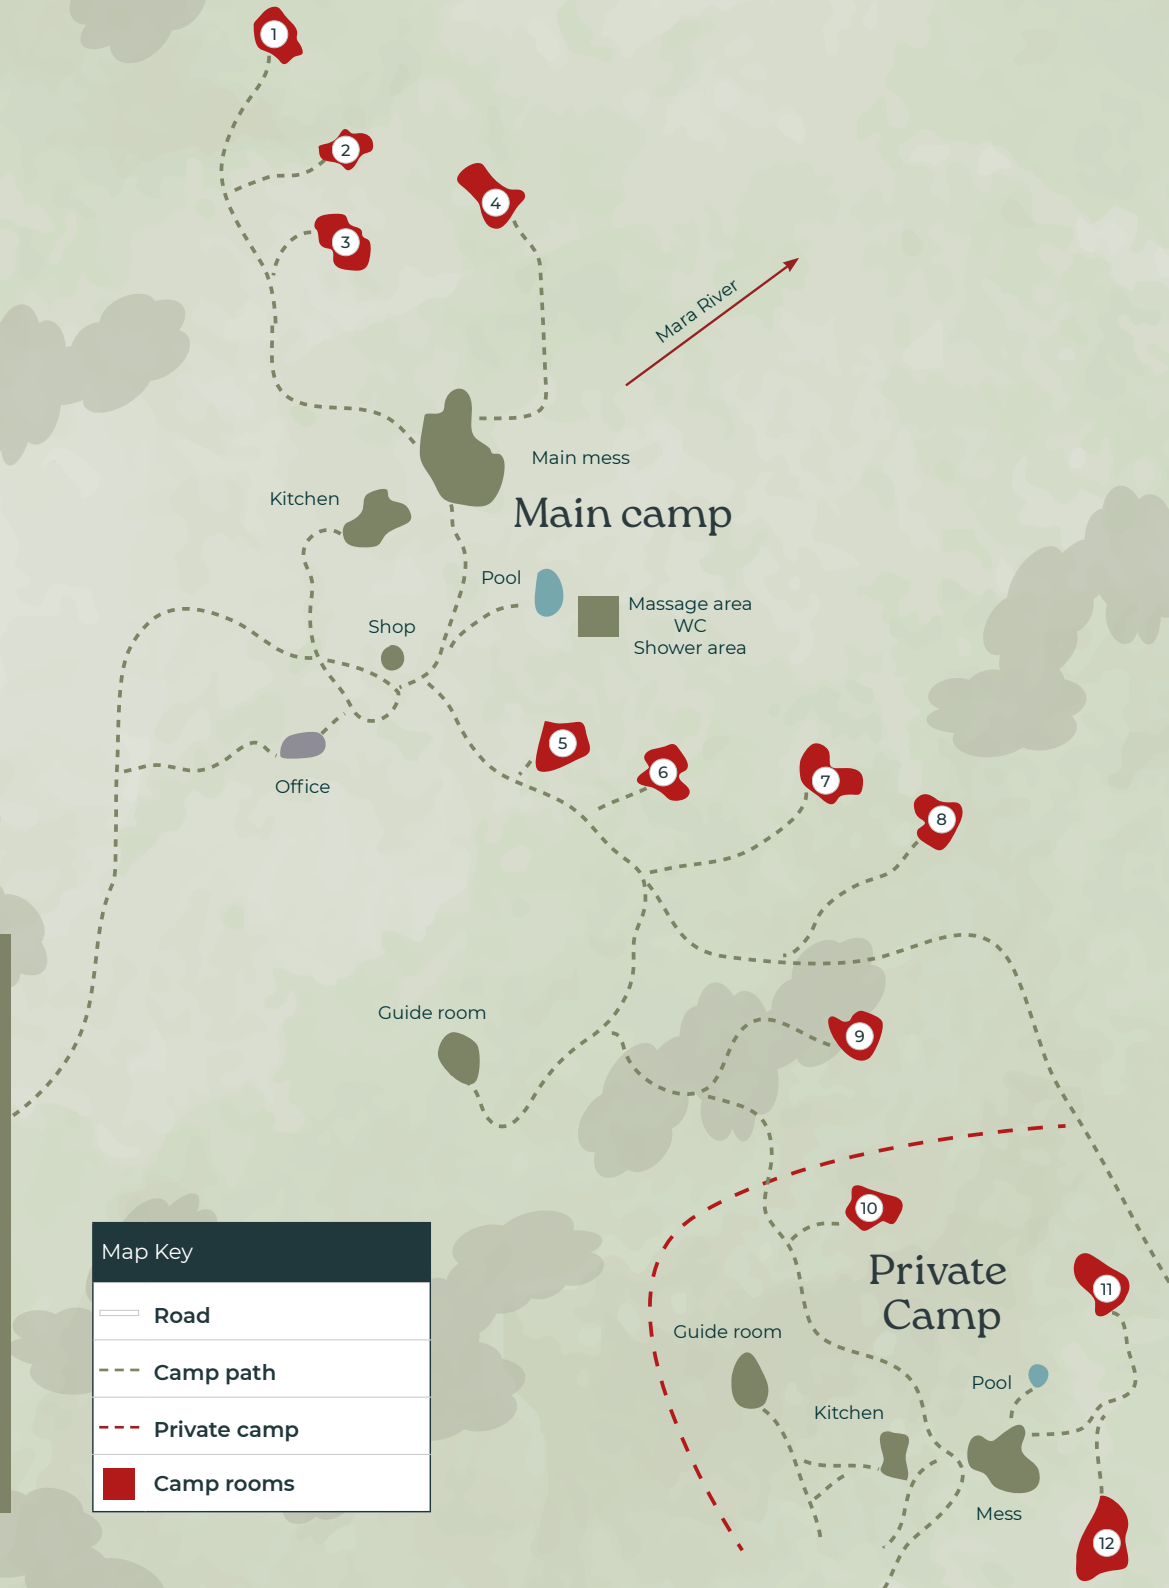 1
2
3
4
Mara River
Main mess
Kitchen
Main camp
Pool
Massage area
WC
Shower area
Shop
Office
5
6
7
8
Guide room
9
10
Private
Camp
11
Guide room
Pool
Kitchen
Mess
12
Map Key
Road
Camp path
Private camp
Camp rooms